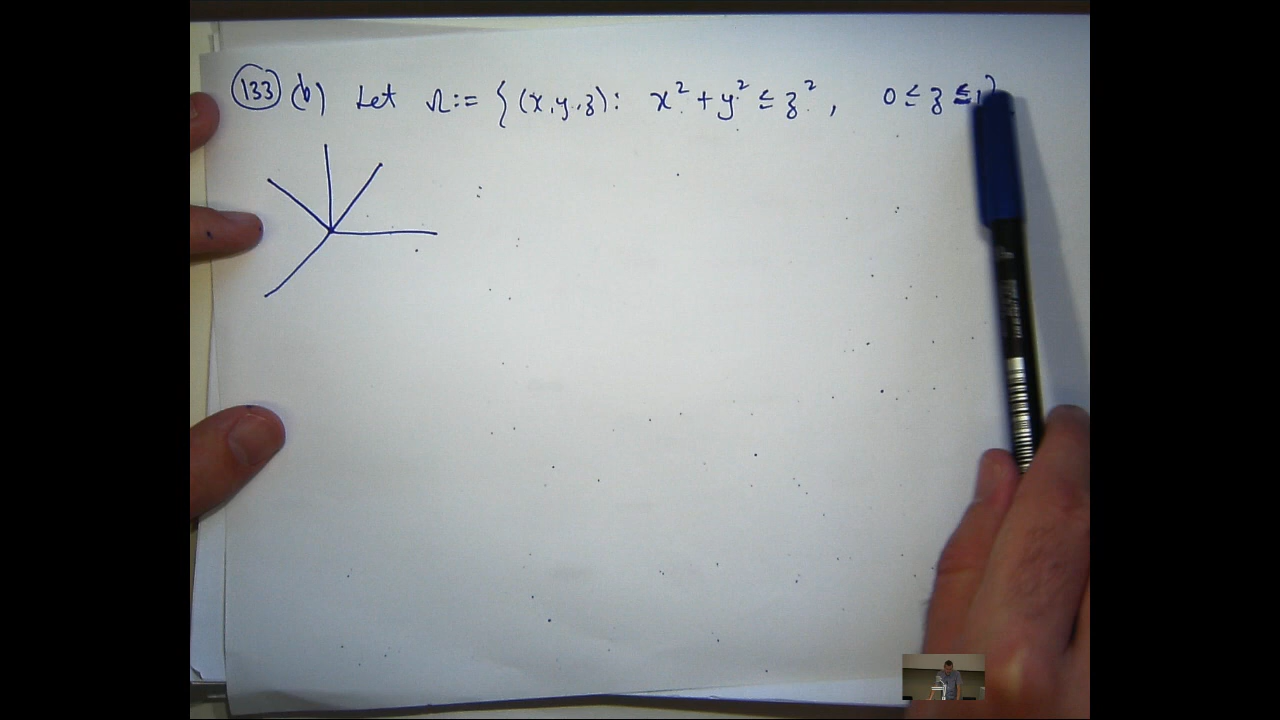 133 (b) Let Ω := {(x,y,z): x² + y² ≤ z², 0 ≤ z ≤ 1}